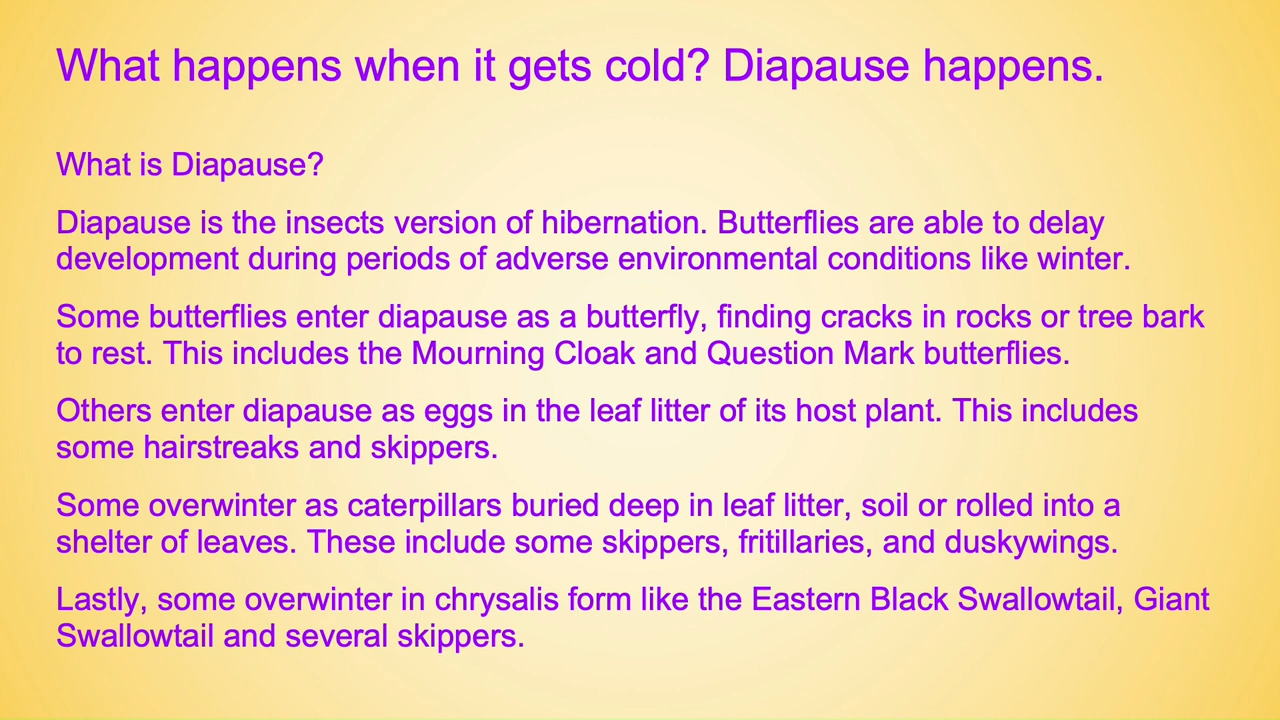 What happens when it gets cold? Diapause happens.
What is Diapause?
Diapause is the insects version of hibernation. Butterflies are able to delay
development during periods of adverse environmental conditions like winter.
Some butterflies enter diapause as a butterfly, finding cracks in rocks or tree bark
to rest. This includes the Mourning Cloak and Question Mark butterflies.
Others enter diapause as eggs in the leaf litter of its host plant. This includes
some hairstreaks and skippers.
Some overwinter as caterpillars buried deep in leaf litter, soil or rolled into a
shelter of leaves. These include some skippers, fritillaries, and duskywings.
Lastly, some overwinter in chrysalis form like the Eastern Black Swallowtail, Giant
Swallowtail and several skippers.